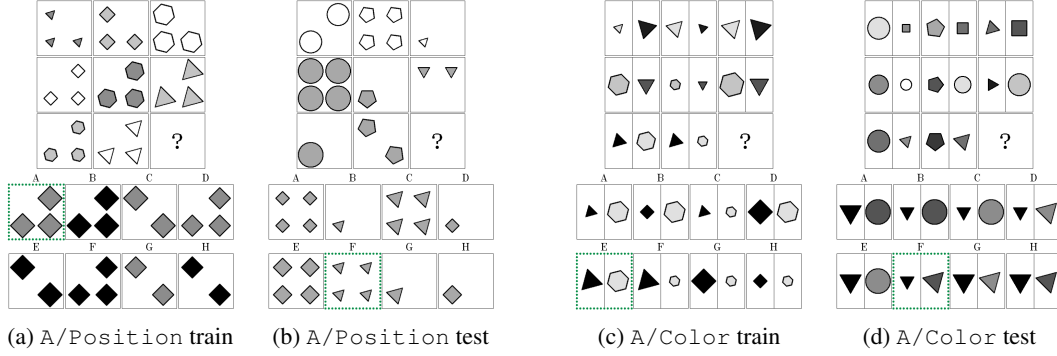 ?
?
?
?
A B C D
A B C D
A B C D
A B C D
E F G H
E F G H
E F G H
E F G H
(a) A/Position train
(b) A/Position test
(c) A/Color train
(d) A/Color test